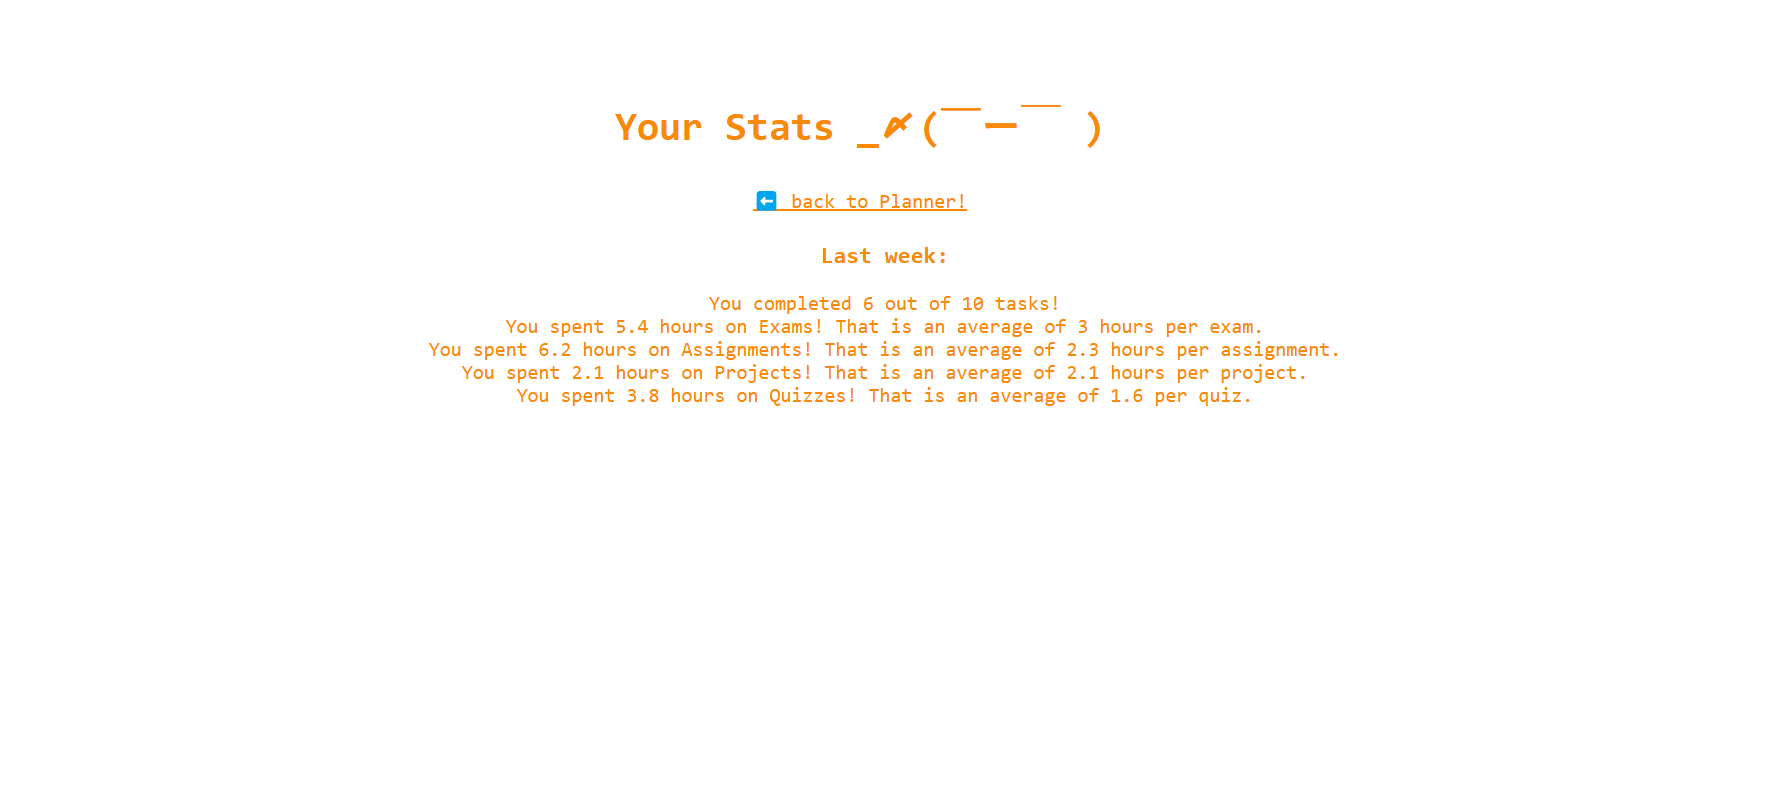 Your Stats _〆(￣ー￣ )
⬅️ back to Planner!
Last week:
You completed 6 out of 10 tasks!
You spent 5.4 hours on Exams! That is an average of 3 hours per exam.
You spent 6.2 hours on Assignments! That is an average of 2.3 hours per assignment.
You spent 2.1 hours on Projects! That is an average of 2.1 hours per project.
You spent 3.8 hours on Quizzes! That is an average of 1.6 per quiz.